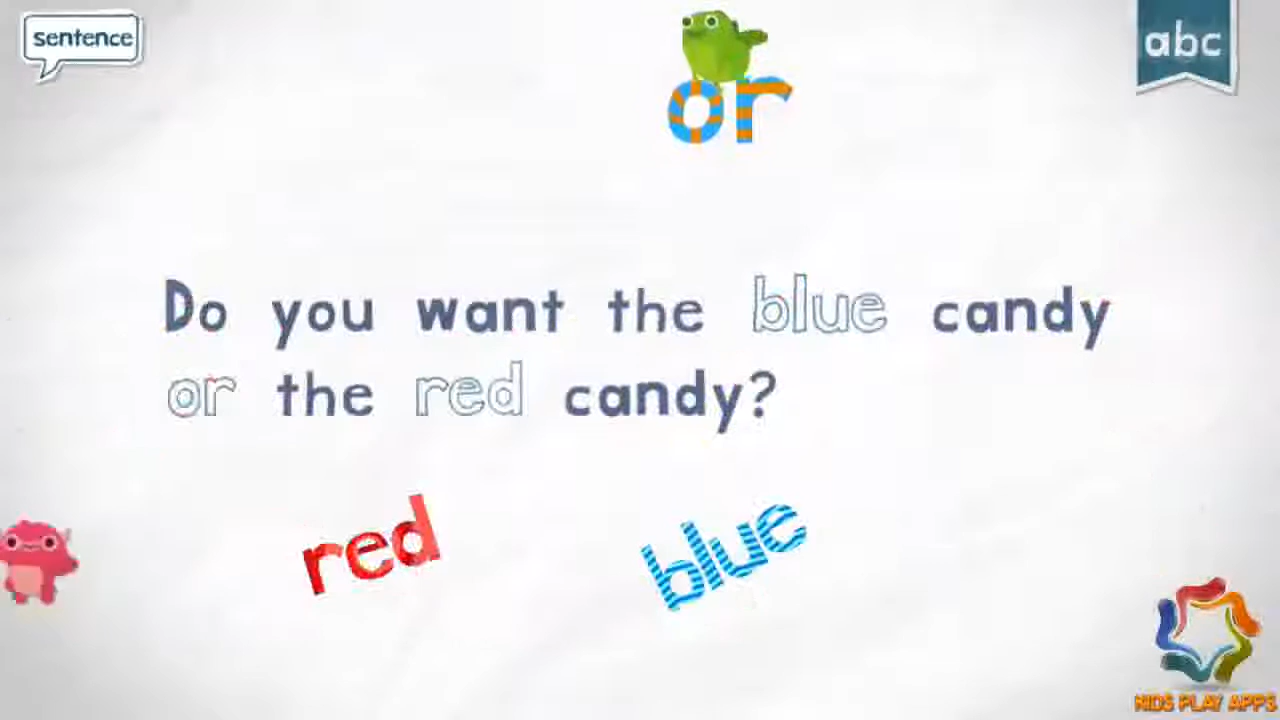 sentence
or
abc
Do you want the blue candy
or the red candy?
red
blue
KIDS PLAY APPS